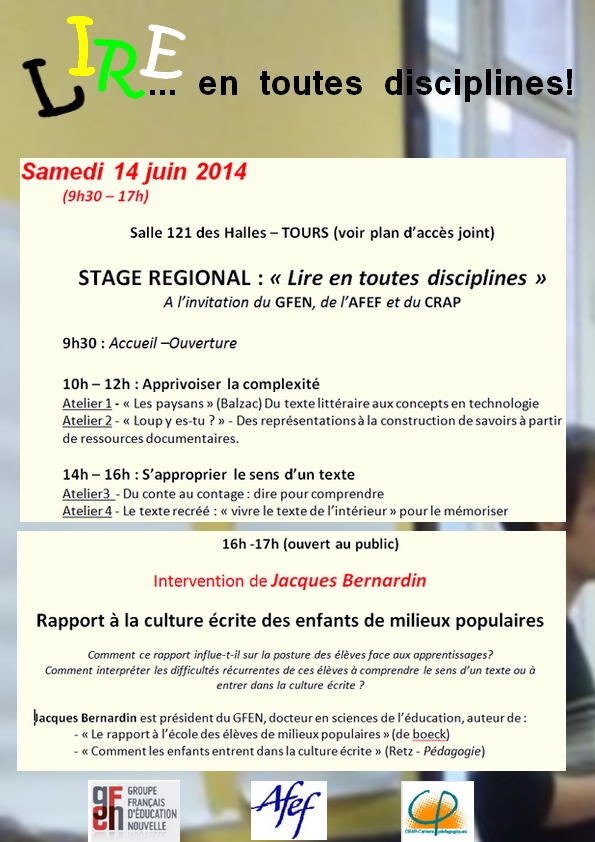 LIRE... en toutes disciplines!
Samedi 14 juin 2014
(9h30 – 17h)
Salle 121 des Halles – TOURS (voir plan d'accès joint)
STAGE REGIONAL : « Lire en toutes disciplines »
A l'invitation du GFEN, de l'AFEF et du CRAP
9h30 : Accueil –Ouverture
10h – 12h : Apprivoiser la complexité
Atelier 1 - « Les paysans » (Balzac) Du texte littéraire aux concepts en technologie
Atelier 2 - « Loup y es-tu ? » - Des représentations à la construction de savoirs à partir
de ressources documentaires.
14h – 16h : S'approprier le sens d'un texte
Atelier3 - Du conte au contage : dire pour comprendre
Atelier 4 - Le texte recréé : « vivre le texte de l'intérieur » pour le mémoriser
16h -17h (ouvert au public)
Intervention de Jacques Bernardin
Rapport à la culture écrite des enfants de milieux populaires
Comment ce rapport influe-t-il sur la posture des élèves face aux apprentissages?
Comment interpréter les difficultés récurrentes de ces élèves à comprendre le sens d'un texte ou à
entrer dans la culture écrite ?
Jacques Bernardin est président du GFEN, docteur en sciences de l'éducation, auteur de :
- « Le rapport à l'école des élèves de milieux populaires » (de boeck)
- « Comment les enfants entrent dans la culture écrite » (Retz - Pédagogie)
gfen
GROUPE
FRANÇAIS
D'ÉDUCATION
NOUVELLE
Afef
CRAP-Cahiers pédagogiques